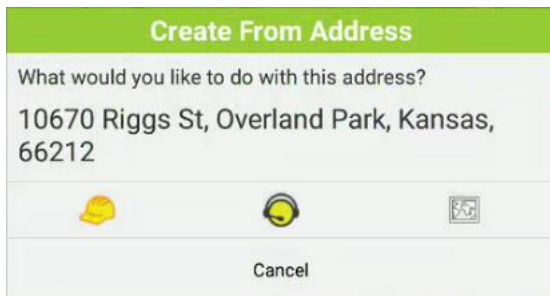 Create From Address
What would you like to do with this address?
10670 Riggs St, Overland Park, Kansas,
66212
Cancel